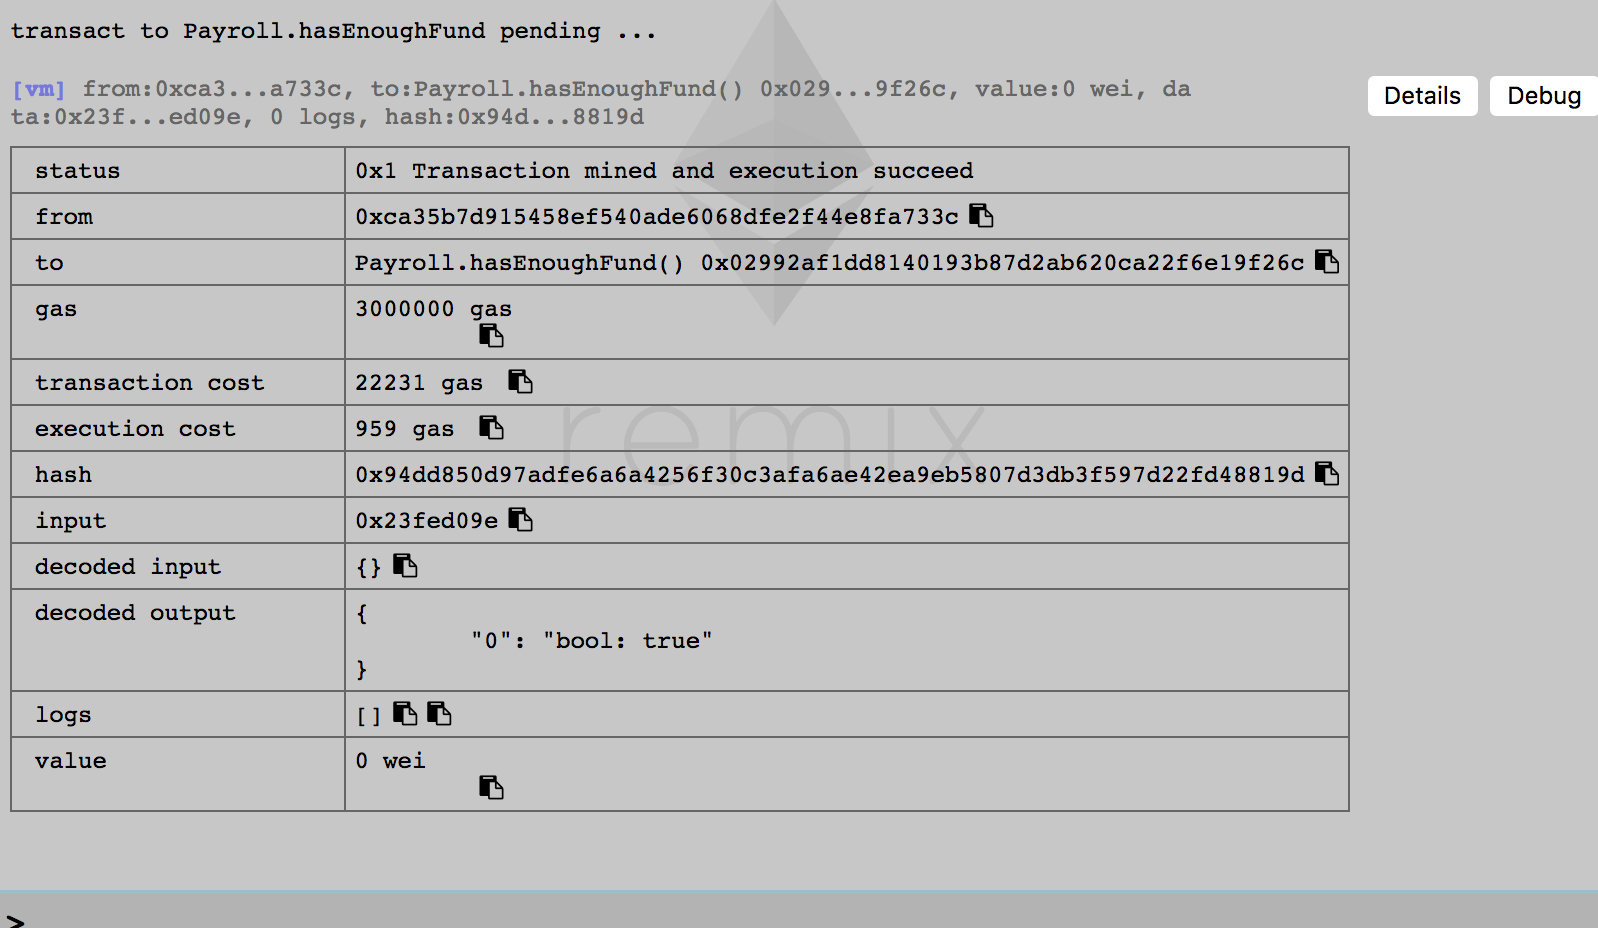 transact to Payroll.hasEnoughFund pending ...
[vm] from:0xca3...a733c, to:Payroll.hasEnoughFund() 0x029...9f26c, value:0 wei, da
ta:0x23f...ed09e, 0 logs, hash:0x94d...8819d
Details Debug
status 0x1 Transaction mined and execution succeed
from 0xca35b7d915458ef540ade6068dfe2f44e8fa733c
to Payroll.hasEnoughFund() 0x02992af1dd8140193b87d2ab620ca22f6e19f26c
gas 3000000 gas
transaction cost 22231 gas
execution cost 959 gas
remix
hash 0x94dd850d97adfe6a6a4256f30c3afa6ae42ea9eb5807d3db3f597d22fd48819d
input 0x23fed09e
decoded input {}
decoded output {
"0": "bool: true"
}
logs []
value 0 wei
>